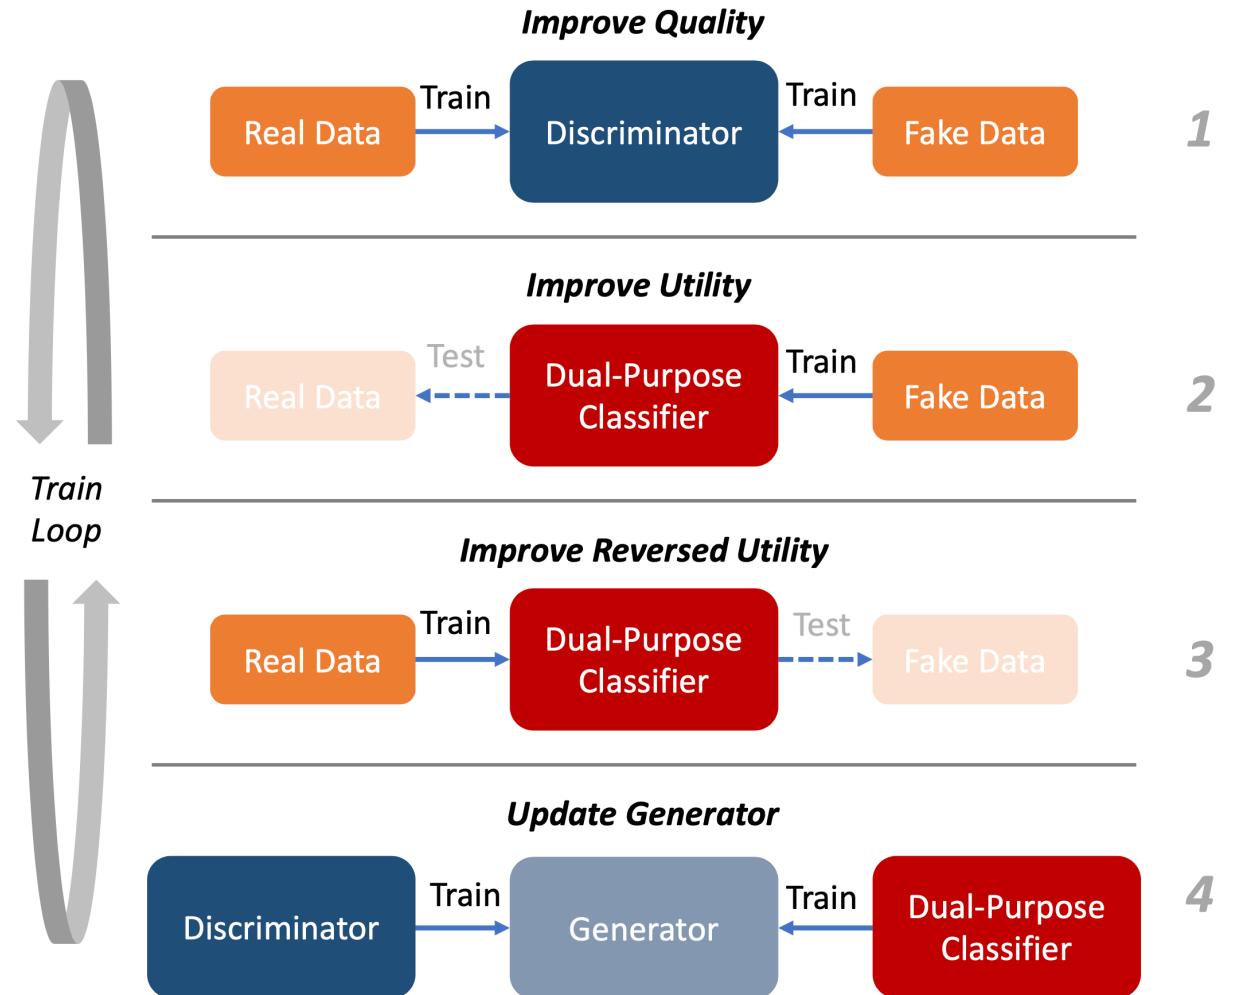 Improve Quality
Real Data
Train
Discriminator
Train
Fake Data
1
Improve Utility
Real Data
Test
Dual-Purpose
Classifier
Train
Fake Data
2
Train
Loop
Improve Reversed Utility
Real Data
Train
Dual-Purpose
Classifier
Test
Fake Data
3
Update Generator
Discriminator
Train
Generator
Train
Dual-Purpose
Classifier
4